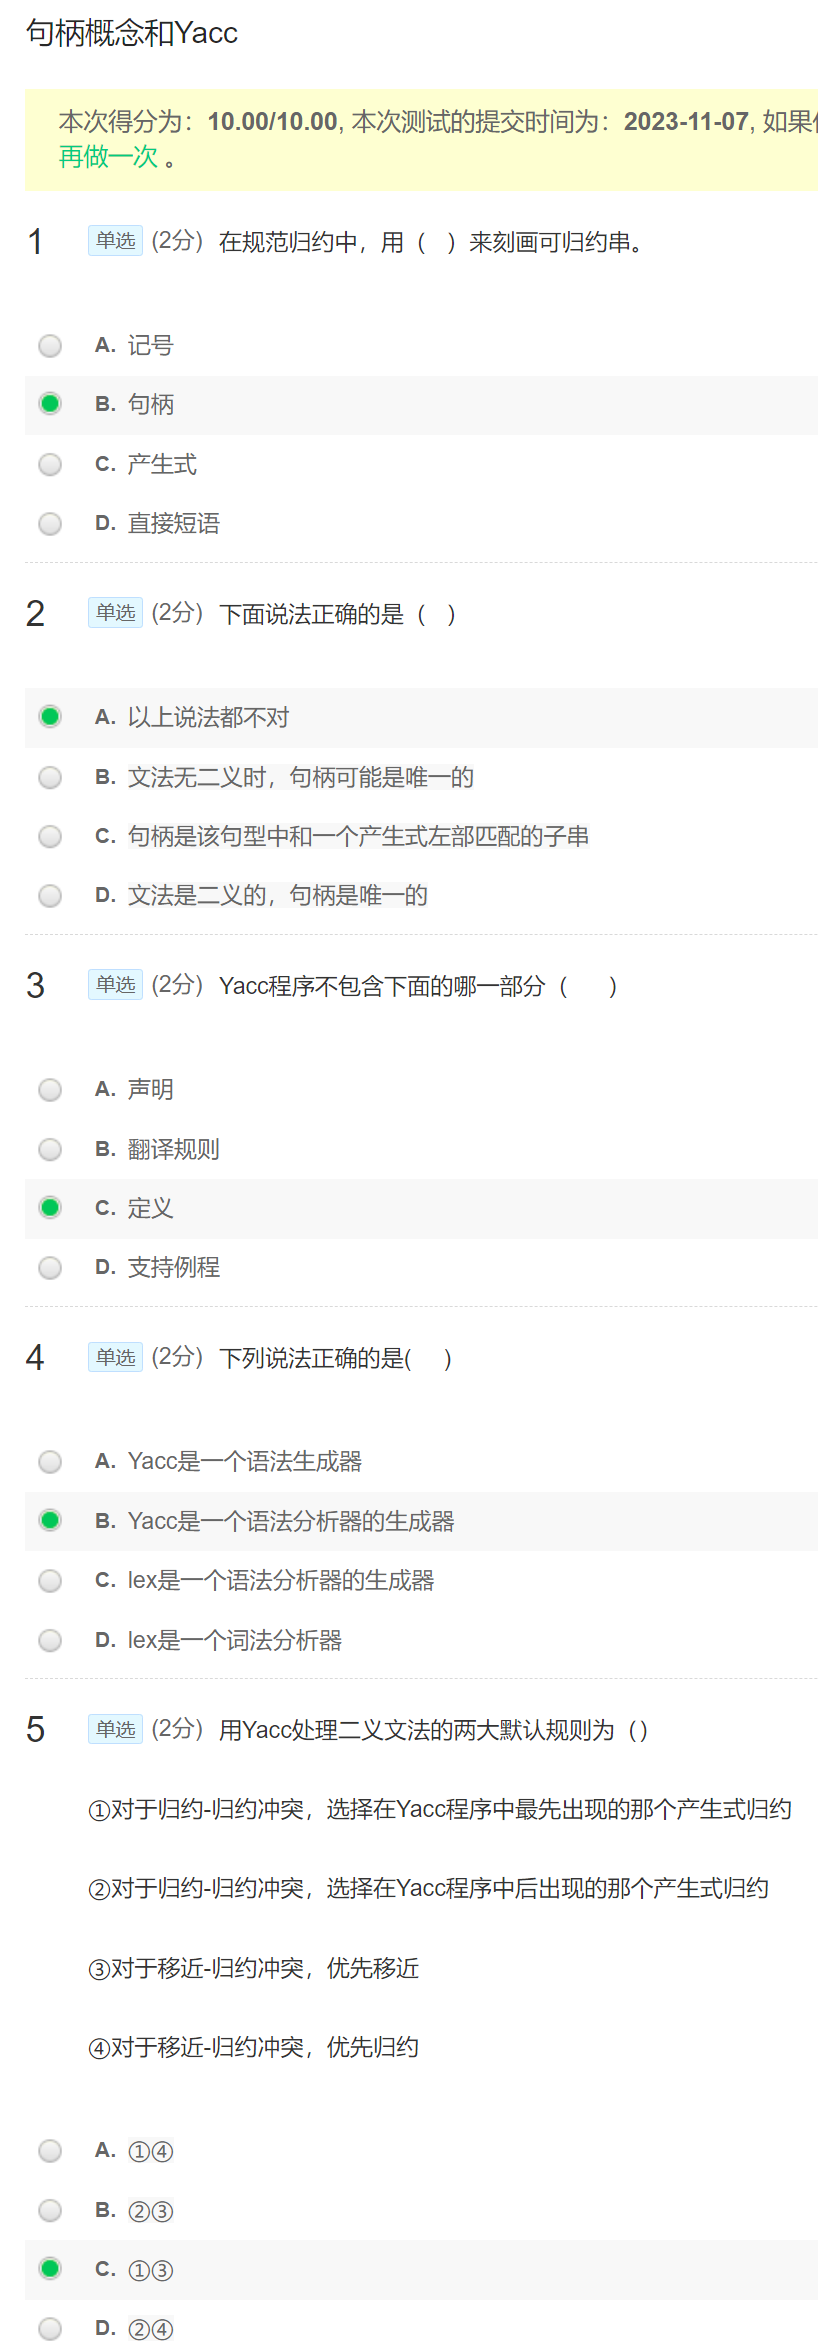 句柄概念和Yacc
本次得分为：10.00/10.00, 本次测试的提交时间为：2023-11-07, 如果
再做一次 。
1 单选 (2分) 在规范归约中，用（ ）来刻画可归约串。
A. 记号
B. 句柄
C. 产生式
D. 直接短语
2 单选 (2分) 下面说法正确的是（ ）
A. 以上说法都不对
B. 文法无二义时，句柄可能是唯一的
C. 句柄是该句型中和一个产生式左部匹配的子串
D. 文法是二义的，句柄是唯一的
3 单选 (2分) Yacc程序不包含下面的哪一部分（ ）
A. 声明
B. 翻译规则
C. 定义
D. 支持例程
4 单选 (2分) 下列说法正确的是( )
A. Yacc是一个语法生成器
B. Yacc是一个语法分析器的生成器
C. lex是一个语法分析器的生成器
D. lex是一个词法分析器
5 单选 (2分) 用Yacc处理二义文法的两大默认规则为（）
①对于归约-归约冲突，选择在Yacc程序中最先出现的那个产生式归约
②对于归约-归约冲突，选择在Yacc程序中后出现的那个产生式归约
③对于移近-归约冲突，优先移近
④对于移近-归约冲突，优先归约
A. ①④
B. ②③
C. ①③
D. ②④